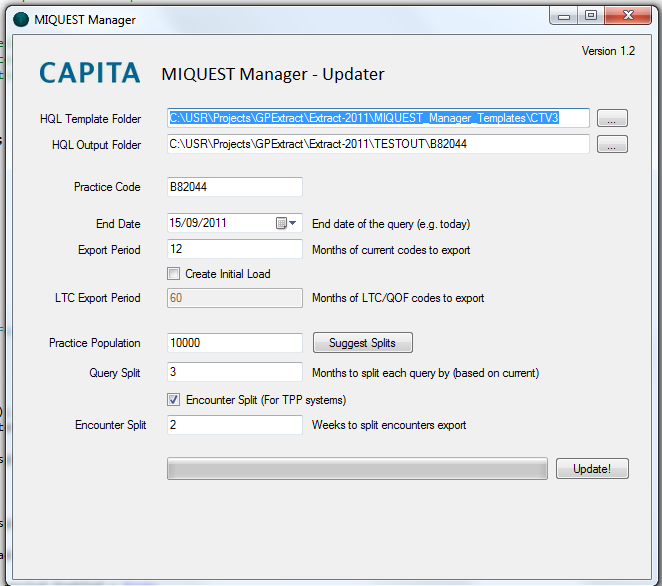 MIQUEST Manager
Version 1.2
CAPITA MIQUEST Manager - Updater
HQL Template Folder C:\USR\Projects\GPExtract\Extract-2011\MIQUEST_Manager_Templates\CTV3 ...
HQL Output Folder C:\USR\Projects\GPExtract\Extract-2011\TESTOUT\B82044 ...
Practice Code B82044
End Date 15/09/2011 End date of the query (e.g. today)
Export Period 12 Months of current codes to export
Create Initial Load
LTC Export Period 60 Months of LTC/QOF codes to export
Practice Population 10000 Suggest Splits
Query Split 3 Months to split each query by (based on current)
Encounter Split (For TPP systems)
Encounter Split 2 Weeks to split encounters export
Update!